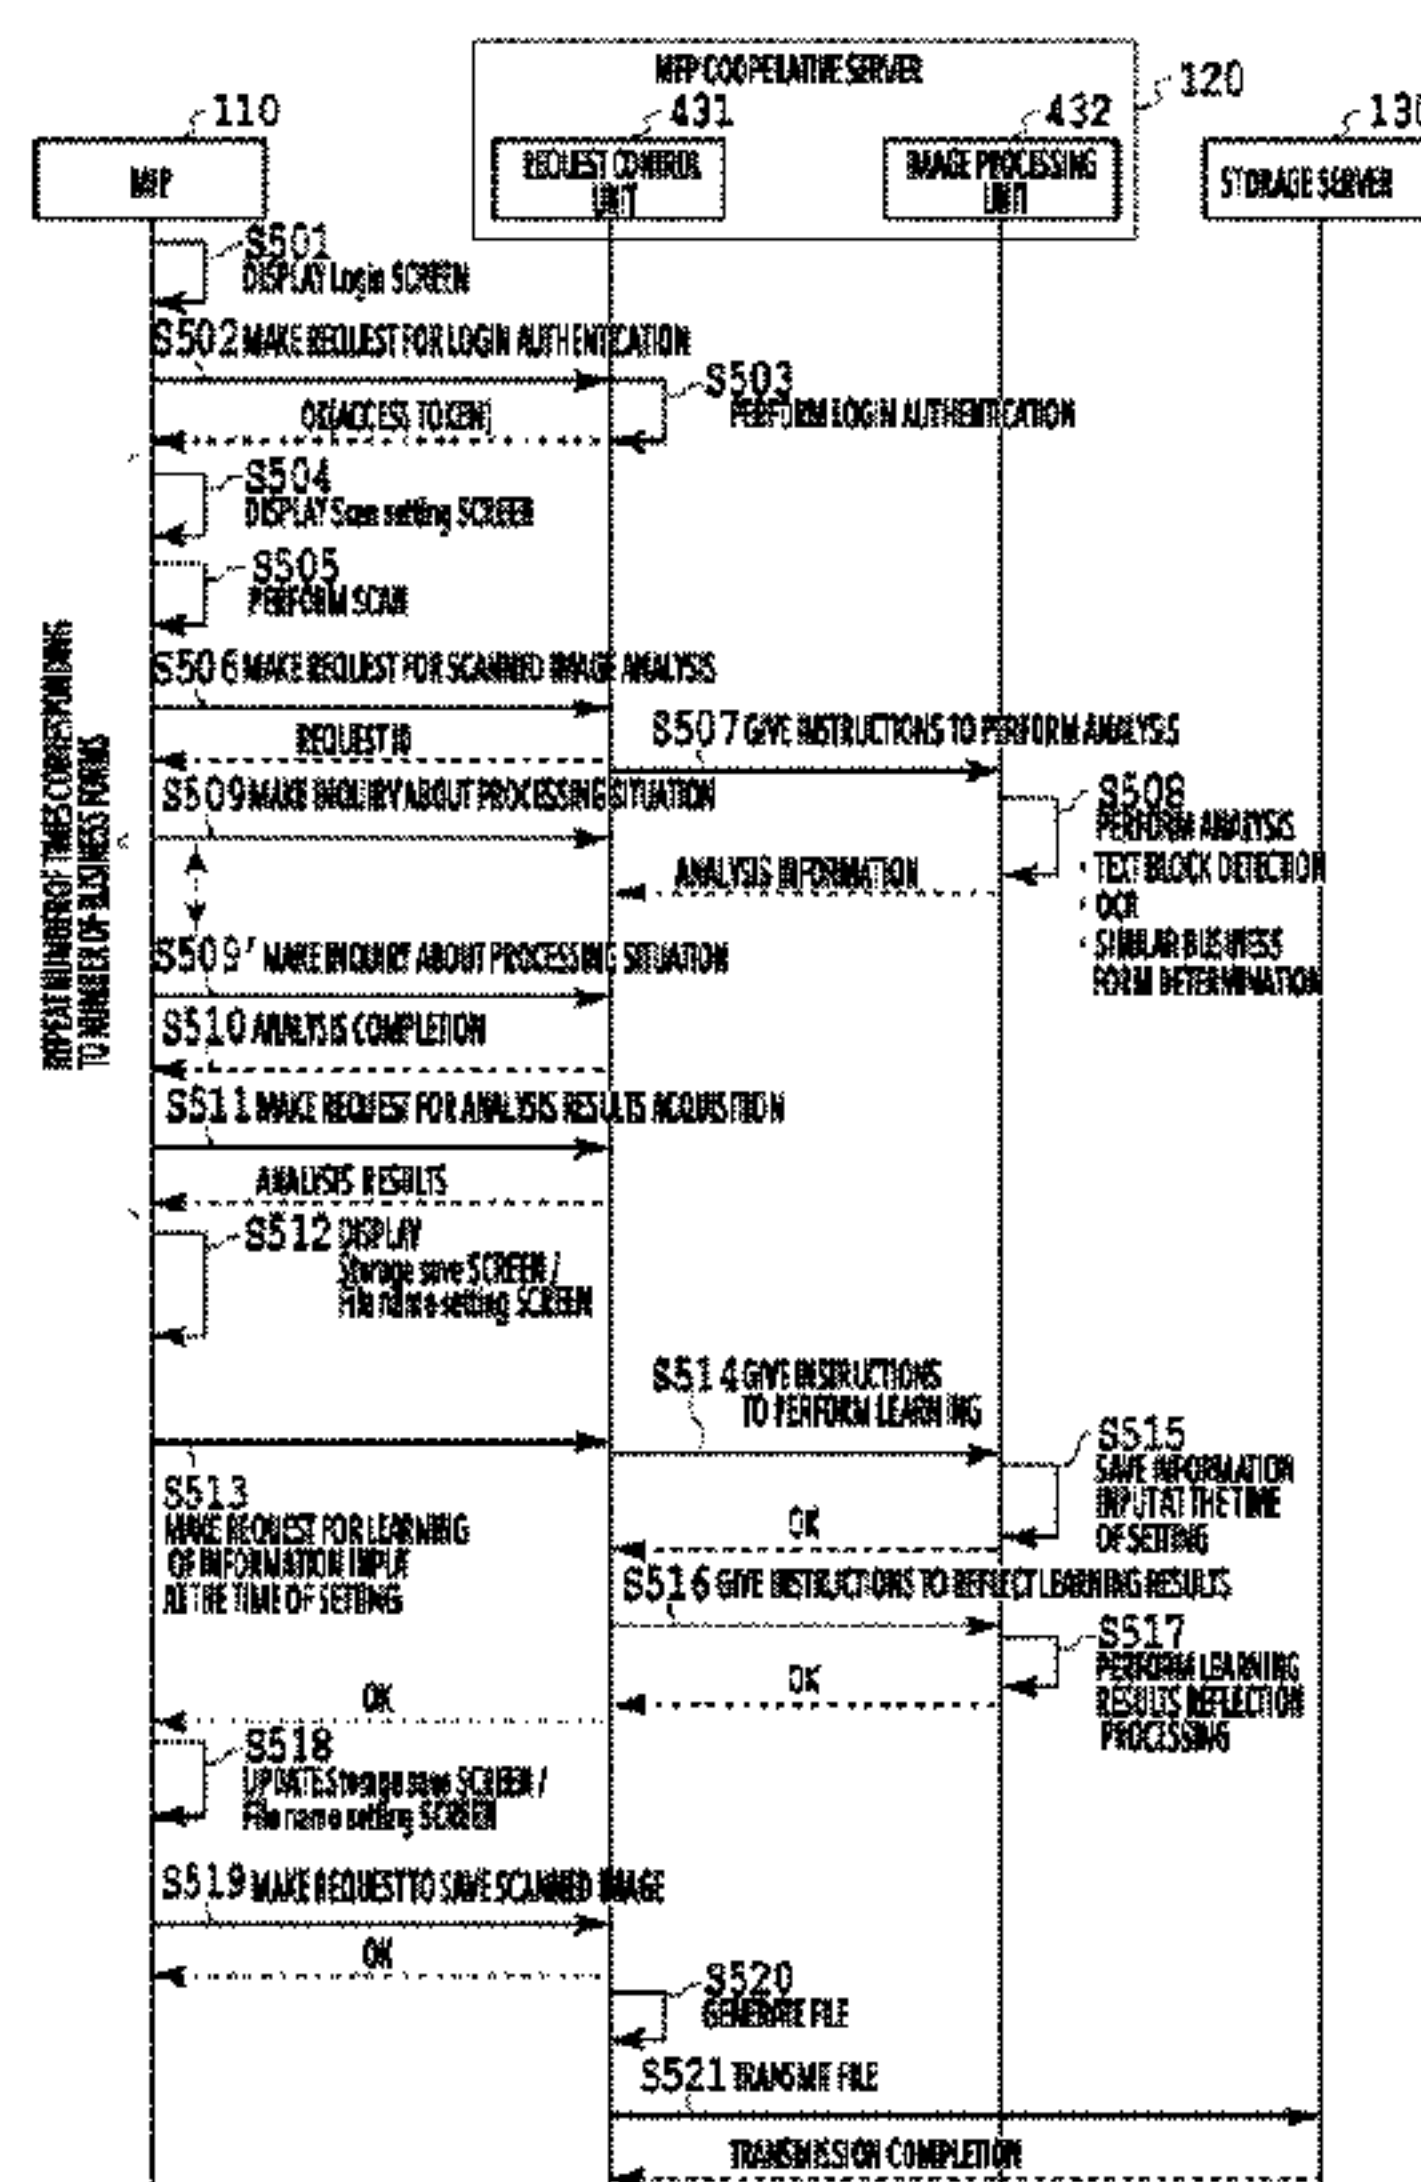 MFP COOPERATIVE SERVER
120
110
431
432
130
MFP
REQUEST CONTROL
UNIT
IMAGE PROCESSING
UNIT
STORAGE SERVER
S501
DISPLAY Login SCREEN
S502 MAKE REQUEST FOR LOGIN AUTHENTICATION
S503
PERFORM LOGIN AUTHENTICATION
OK(ACCESS TOKEN)
S504
DISPLAY Scan setting SCREEN
S505
PERFORM SCAN
REPEAT NUMBER OF TIMES CORRESPONDING
TO NUMBER OF BUSINESS FORMS
S506 MAKE REQUEST FOR SCANNED IMAGE ANALYSIS
REQUEST ID
S507 GIVE INSTRUCTIONS TO PERFORM ANALYSIS
S509 MAKE INQUIRY ABOUT PROCESSING SITUATION
S508
PERFORM ANALYSIS
· TEXT BLOCK DETECTION
· OCR
· SIMILAR BUSINESS
FORM DETERMINATION
ANALYSIS INFORMATION
S509' MAKE INQUIRY ABOUT PROCESSING SITUATION
S510 ANALYSIS COMPLETION
S511 MAKE REQUEST FOR ANALYSIS RESULTS ACQUISITION
ANALYSIS RESULTS
S512 DISPLAY
Storage save SCREEN /
File name setting SCREEN
S514 GIVE INSTRUCTIONS
TO PERFORM LEARNING
S513
MAKE REQUEST FOR LEARNING
OF INFORMATION INPUT
AT THE TIME OF SETTING
S515
SAVE INFORMATION
INPUT AT THE TIME
OF SETTING
OK
S516 GIVE INSTRUCTIONS TO REFLECT LEARNING RESULTS
S517
PERFORM LEARNING
RESULTS REFLECTION
PROCESSING
OK
OK
S518
UPDATE Storage save SCREEN /
File name setting SCREEN
S519 MAKE REQUEST TO SAVE SCANNED IMAGE
OK
S520
GENERATE FILE
S521 TRANSMIT FILE
TRANSMISSION COMPLETION